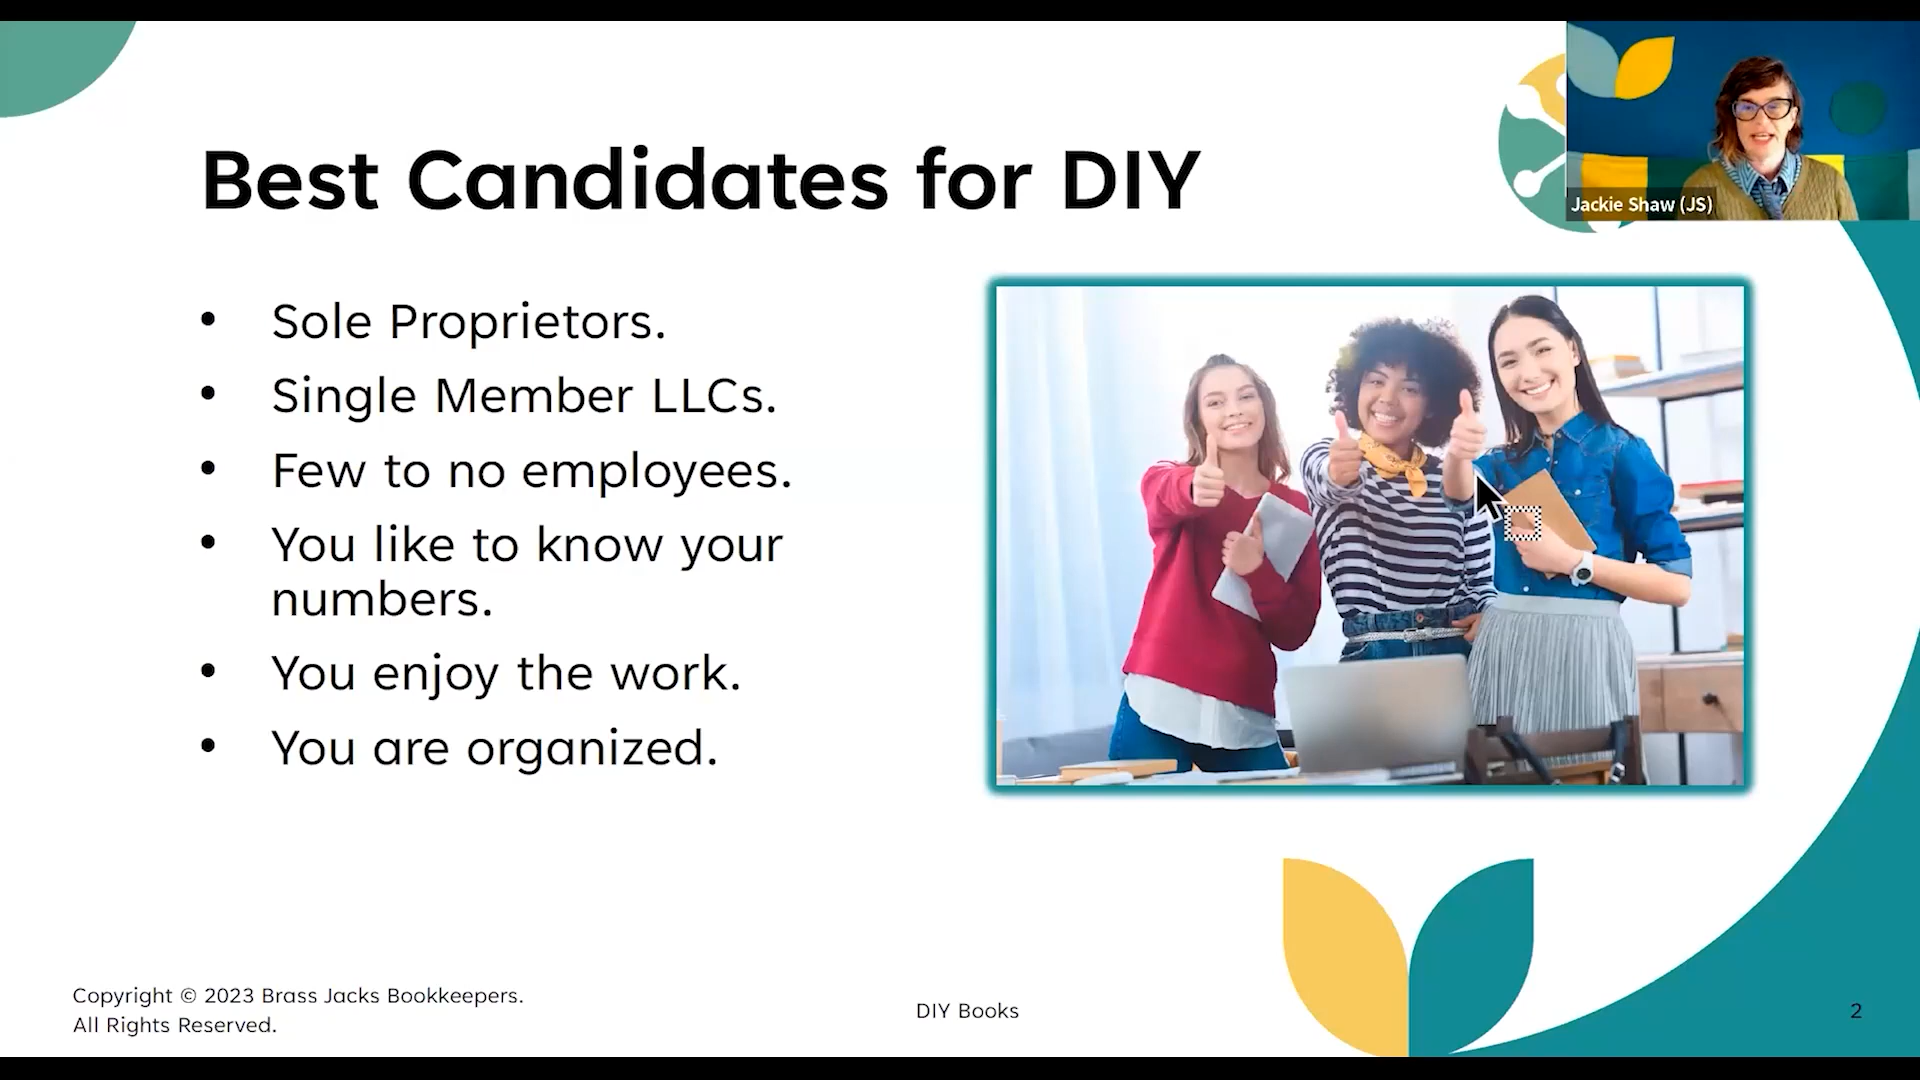 Best Candidates for DIY
Jackie Shaw (JS)
• Sole Proprietors.
• Single Member LLCs.
• Few to no employees.
• You like to know your
numbers.
• You enjoy the work.
• You are organized.
Copyright © 2023 Brass Jacks Bookkeepers.
All Rights Reserved.
DIY Books
2